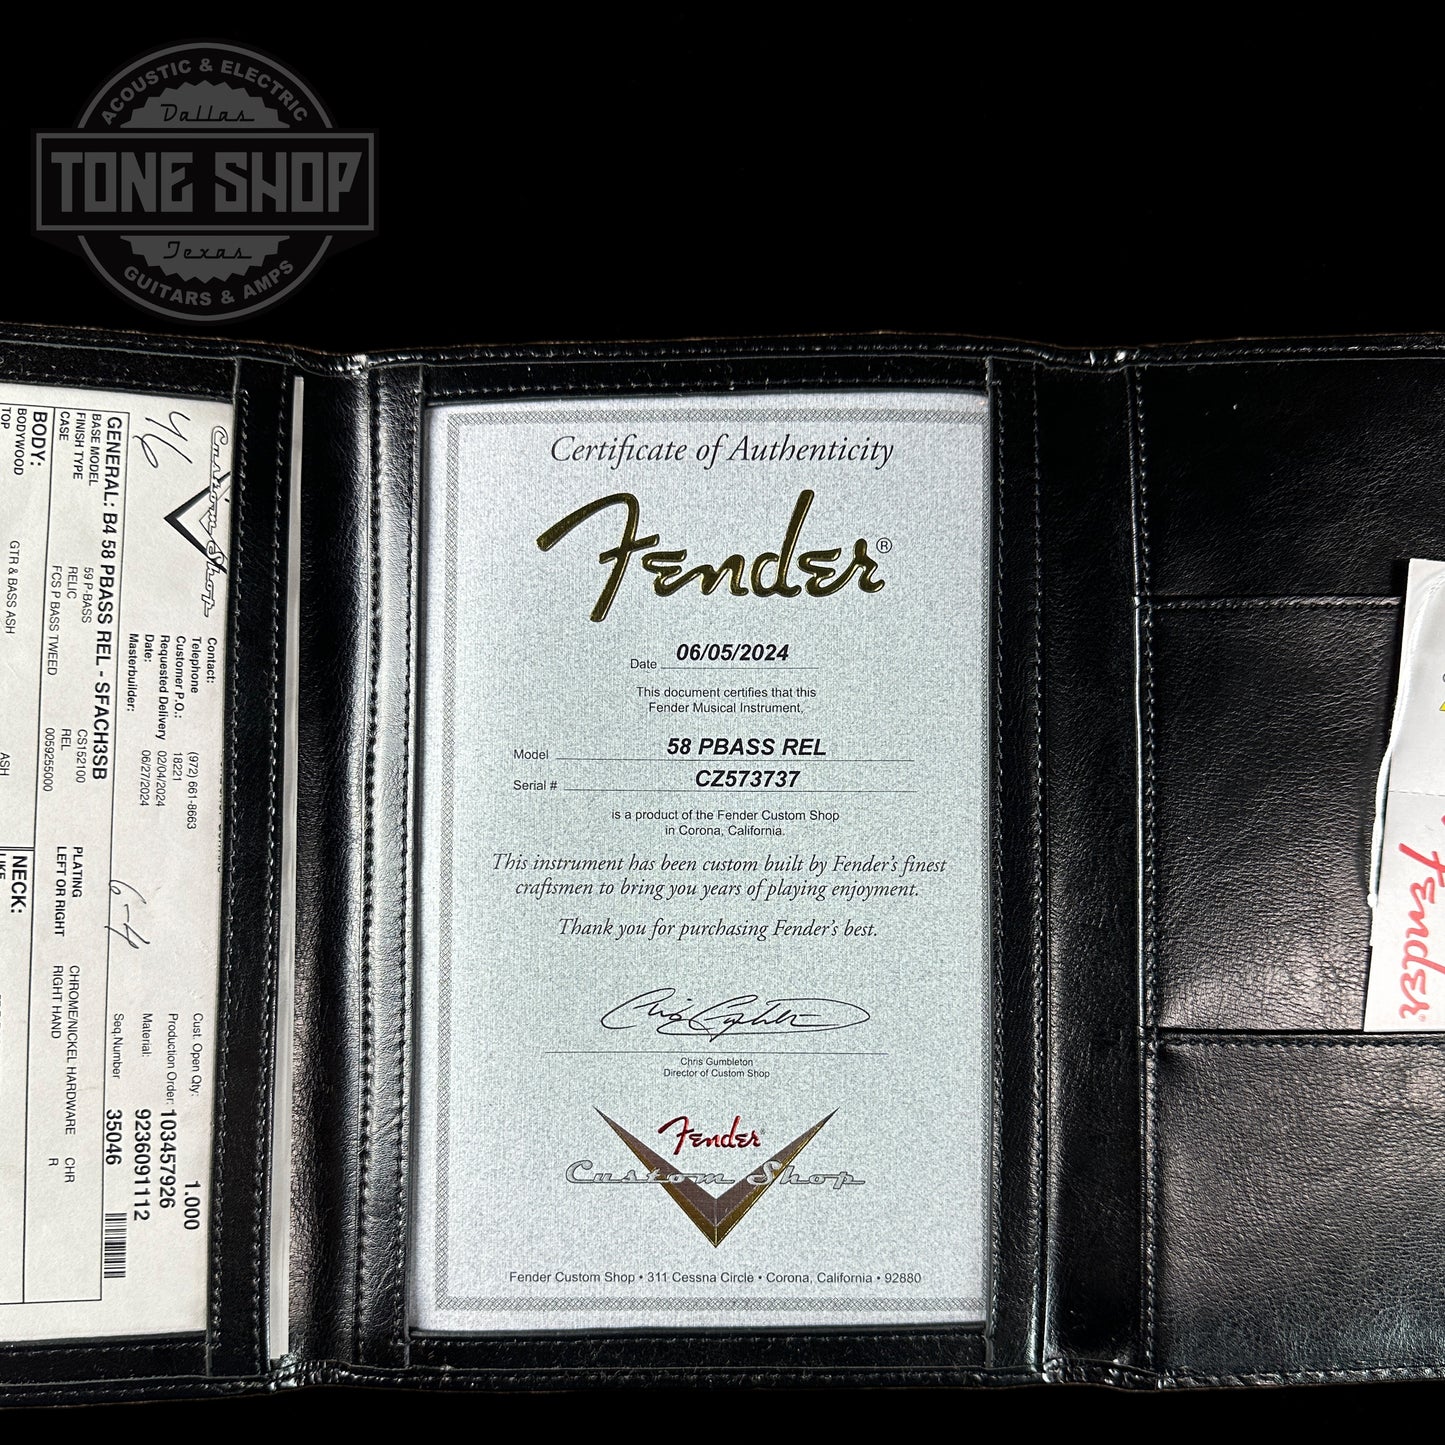 ACOUSTIC & ELECTRIC
Dallas
TONE SHOP
Texas
GUITARS & AMPS
46
Custom Shop
Contact:
Telephone (972) 661-8663
Customer P.O.: 18221
Requested Delivery 02/04/2024
Date: 06/27/2024
Masterbuilder:
6-4
Cust. Open Qty: 1.000
Production Order: 103457926
Material: 9236091112
Seq.Number 35046
GENERAL: B4 58 PBASS REL - SFACH3SB
BASE MODEL 59 P-BASS CS152100
FINISH TYPE RELIC REL
CASE FCS P BASS TWEED 0059255000
PLATING CHROME/NICKEL HARDWARE CHR
LEFT OR RIGHT RIGHT HAND R
BODY:
BODYWOOD GTR & BASS ASH ASH
TOP
NECK:
Certificate of Authenticity
Fender®
Date 06/05/2024
This document certifies that this
Fender Musical Instrument,
Model 58 PBASS REL
Serial # CZ573737
is a product of the Fender Custom Shop
in Corona, California.
This instrument has been custom built by Fender's finest
craftsmen to bring you years of playing enjoyment.
Thank you for purchasing Fender's best.
Chris Gumbleton
Director of Custom Shop
Fender®
Custom Shop
Fender Custom Shop • 311 Cessna Circle • Corona, California • 92880
Fender